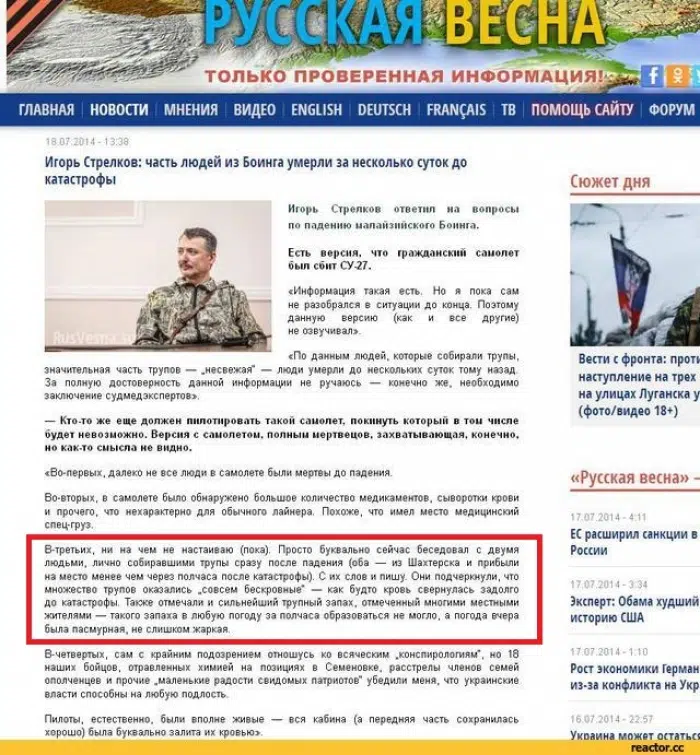 РУССКАЯ ВЕСНА
ТОЛЬКО ПРОВЕРЕННАЯ ИНФОРМАЦИЯ!
ГЛАВНАЯ НОВОСТИ МНЕНИЯ ВИДЕО ENGLISH DEUTSCH FRANÇAIS ТВ ПОМОЩЬ САЙТУ ФОРУМ
18.07.2014 - 13:38
Игорь Стрелков: часть людей из Боинга умерли за несколько суток до
катастрофы
RusVesna.su
Игорь Стрелков ответил на вопросы
по падению малайзийского Боинга.
Есть версия, что гражданский самолет
был сбит СУ-27.
«Информация такая есть. Но я пока сам
не разобрался в ситуации до конца. Поэтому
данную версию (как и все другие)
не озвучивал».
«По данным людей, которые собирали трупы,
значительная часть трупов — „несвежая" — люди умерли до нескольких суток тому назад.
За полную достоверность данной информации не ручаюсь — конечно же, необходимо
заключение судмедэкспертов».
— Кто-то же еще должен пилотировать такой самолет, покинуть который в том числе
будет невозможно. Версия с самолетом, полным мертвецов, захватывающая, конечно,
но как-то смысла не видно.
«Во-первых, далеко не все люди в самолете были мертвы до падения.
Во-вторых, в самолете было обнаружено большое количество медикаментов, сыворотки крови
и прочего, что нехарактерно для обычного лайнера. Похоже, что имел место медицинский
спец-груз.
В-третьих, ни на чем не настаиваю (пока). Просто буквально сейчас беседовал с двумя
людьми, лично собиравшими трупы сразу после падения (оба — из Шахтерска и прибыли
на место менее чем через полчаса после катастрофы). С их слов и пишу. Они подчеркнули, что
множество трупов оказались „совсем бескровные" — как будто кровь свернулась задолго
до катастрофы. Также отмечали и сильнейший трупный запах, отмеченный многими местными
жителями — такого запаха в любую погоду за полчаса образоваться не могло, а погода вчера
была пасмурная, не слишком жаркая.
В-четвертых, сам с крайним подозрением отношусь ко всяческим „конспирологиям", но 18
наших бойцов, отравленных химией на позициях в Семеновке, расстрелы членов семей
ополченцев и прочие „маленькие радости свидомых патриотов" убедили меня, что украинские
власти способны на любую подлость.
Пилоты, естественно, были вполне живые — вся кабина (а передняя часть сохранилась
хорошо) была буквально залита их кровью».
Сюжет дня
Вести с фронта: проти
наступление на трех
на улицах Луганска у
(фото/видео 18+)
«Русская весна» –
17.07.2014 - 4:11
ЕС расширил санкции в
России
17.07.2014 - 3:34
Эксперт: Обама худший
историю США
17.07.2014 - 1:10
Рост экономики Герман
из-за конфликта на Укр
16.07.2014 - 22:57
Украина может остатьс
reactor.cc